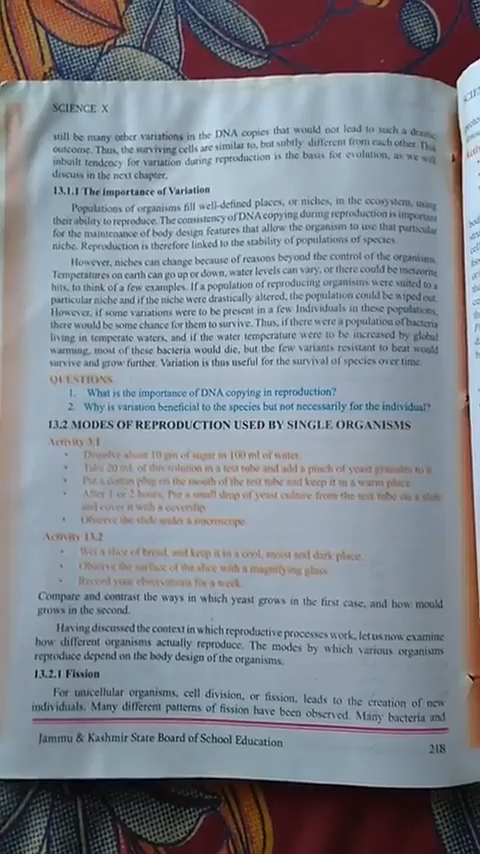 SCIENCE X
still be many other variations in the DNA copies that would not lead to such a drastic
outcome. Thus, the surviving cells are similar to, but subtly different from each other. This
inbuilt tendency for variation during reproduction is the basis for evolution, as we will
discuss in the next chapter.
13.1.1 The importance of Variation
Populations of organisms fill well-defined places, or niches, in the ecosystem, using
their ability to reproduce. The consistency of DNA copying during reproduction is important
for the maintenance of body design features that allow the organism to use that particular
niche. Reproduction is therefore linked to the stability of populations of species.
However, niches can change because of reasons beyond the control of the organisms.
Temperatures on earth can go up or down, water levels can vary, or there could be meteorite
hits, to think of a few examples. If a population of reproducing organisms were suited to a
particular niche and if the niche were drastically altered, the population could be wiped out.
However, if some variations were to be present in a few Individuals in these populations,
there would be some chance for them to survive. Thus, if there were a population of bacteria
living in temperate waters, and if the water temperature were to be increased by global
warming, most of these bacteria would die, but the few variants resistant to heat would
survive and grow further. Variation is thus useful for the survival of species over time.
QUESTIONS
1. What is the importance of DNA copying in reproduction?
2. Why is variation beneficial to the species but not necessarily for the individual?
13.2 MODES OF REPRODUCTION USED BY SINGLE ORGANISMS
Activity 3.1
• Dissolve about 10 gm of sugar in 100 ml of water.
• Take 20 mL of this solution in a test tube and add a pinch of yeast granules to it
• Put a cotton plug on the mouth of the test tube and keep it in a warm place.
• After 1 or 2 hours, Put a small drop of yeast culture from the test tube on a slide
and cover it with a coverslip
• Observe the slide under a microscope.
Activity 13.2
• Wet a slice of bread, and keep it in a cool, moist and dark place.
• Observe the surface of the slice with a magnifying glass
• Record your observations for a week.
Compare and contrast the ways in which yeast grows in the first case, and how mould
grows in the second.
Having discussed the context in which reproductive processes work, let us now examine
how different organisms actually reproduce. The modes by which various organisms
reproduce depend on the body design of the organisms.
13.2.1 Fission
For unicellular organisms, cell division, or fission, leads to the creation of new
individuals. Many different patterns of fission have been observed. Many bacteria and
Jammu & Kashmir State Board of School Education
218